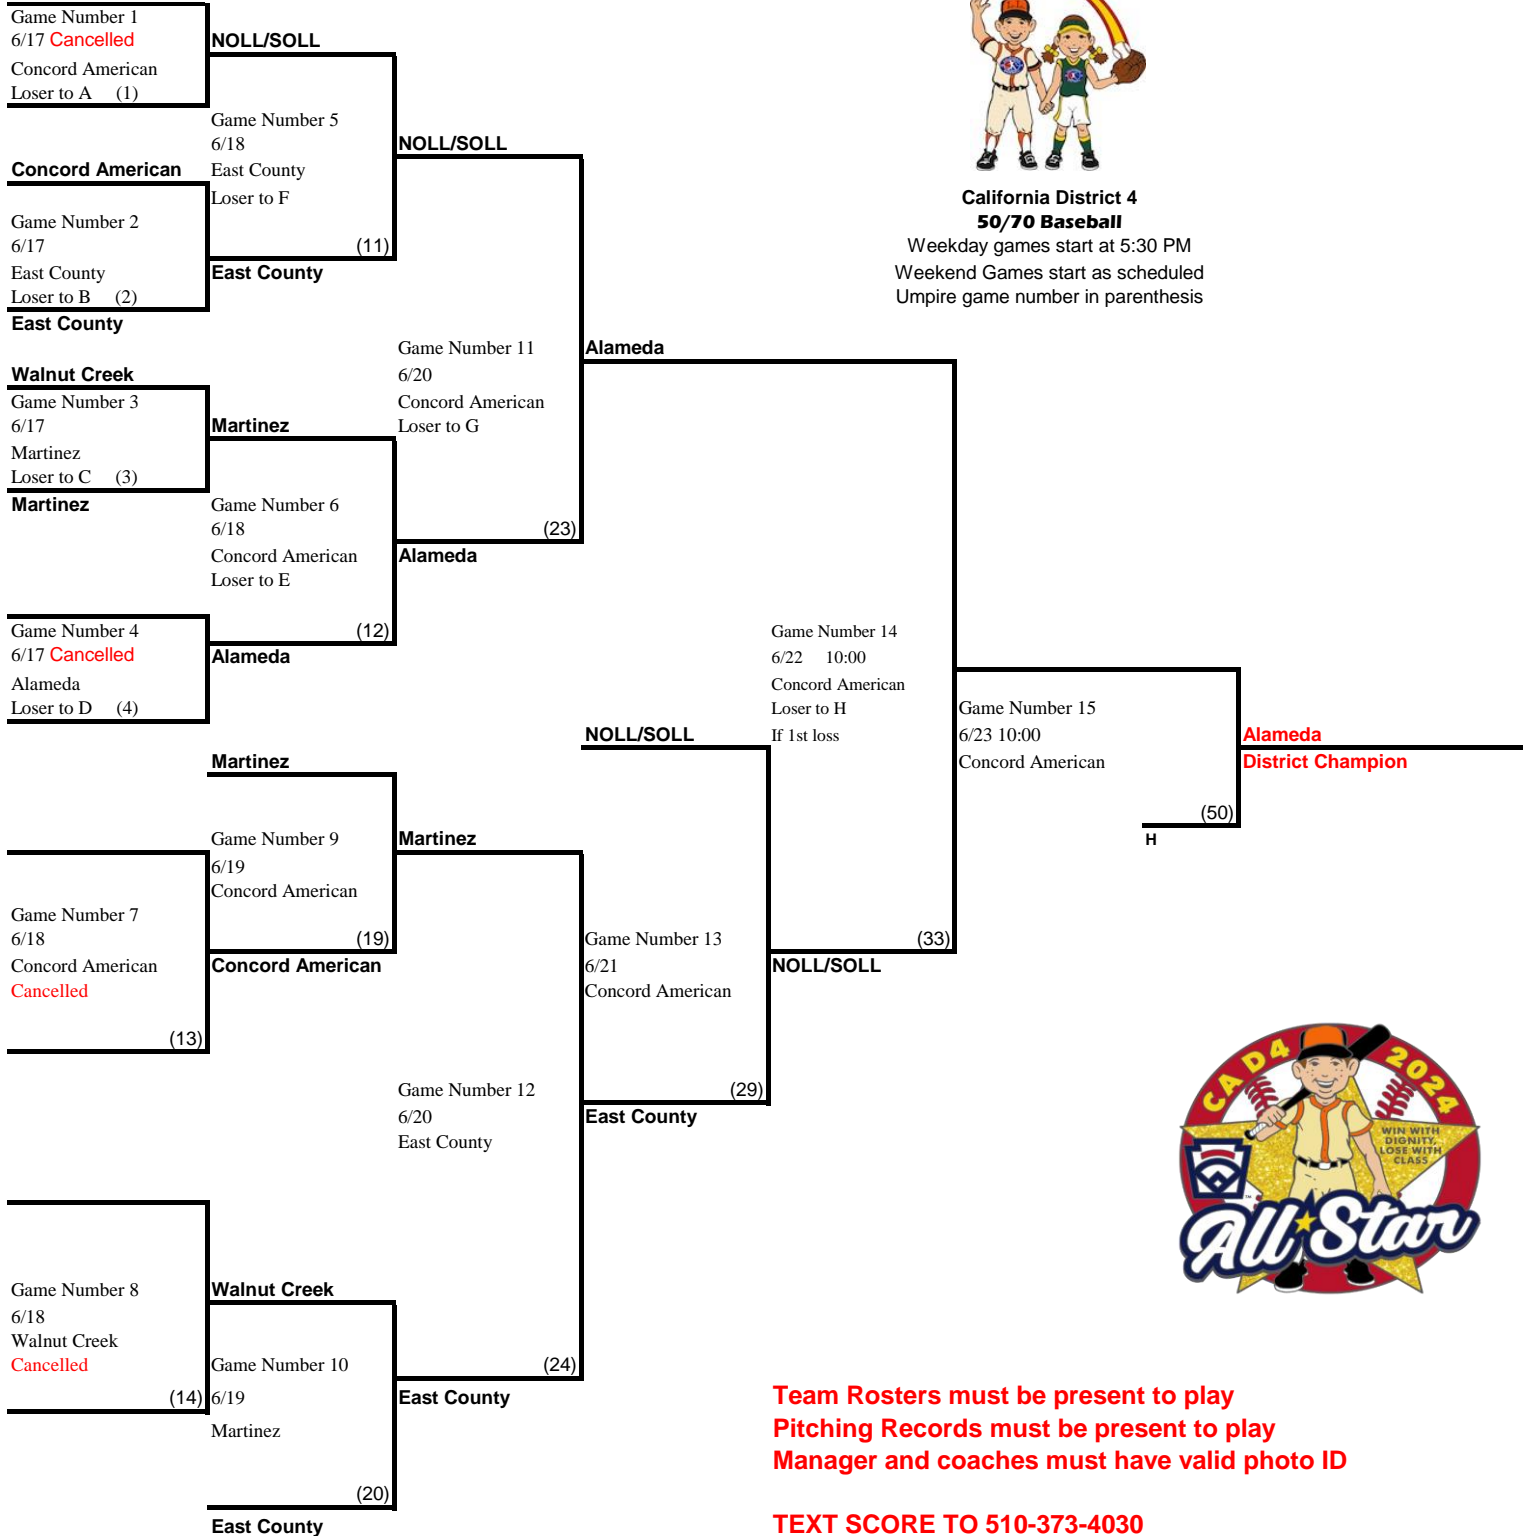 Game Number 1
6/17 Cancelled
Concord American
Loser to A (1)
NOLL/SOLL
Concord American
Game Number 2
6/17
East County
Loser to B (2)
East County
Game Number 5
6/18
East County
Loser to F
(11)
East County
NOLL/SOLL
Walnut Creek
Game Number 3
6/17
Martinez
Loser to C (3)
Martinez
Martinez
Game Number 6
6/18
Concord American
Loser to E
(12)
Alameda
Game Number 4
6/17 Cancelled
Alameda
Loser to D (4)
Game Number 11
6/20
Concord American
Loser to G
(23)
Alameda
Alameda
California District 4
50/70 Baseball
Weekday games start at 5:30 PM
Weekend Games start as scheduled
Umpire game number in parenthesis
Game Number 14
6/22 10:00
Concord American
Loser to H
If 1st loss
(33)
NOLL/SOLL
Game Number 15
6/23 10:00
Concord American
(50)
H
Alameda
District Champion
NOLL/SOLL
Martinez
Game Number 9
6/19
Concord American
(19)
Concord American
Martinez
Game Number 7
6/18
Concord American
Cancelled
(13)
Game Number 13
6/21
Concord American
(29)
East County
Game Number 12
6/20
East County
(24)
East County
Game Number 8
6/18
Walnut Creek
Cancelled
(14)
Walnut Creek
Game Number 10
6/19
Martinez
(20)
East County
CAD4 2024
WIN WITH
DIGNITY,
LOSE WITH
CLASS
All Star
Team Rosters must be present to play
Pitching Records must be present to play
Manager and coaches must have valid photo ID
TEXT SCORE TO 510-373-4030